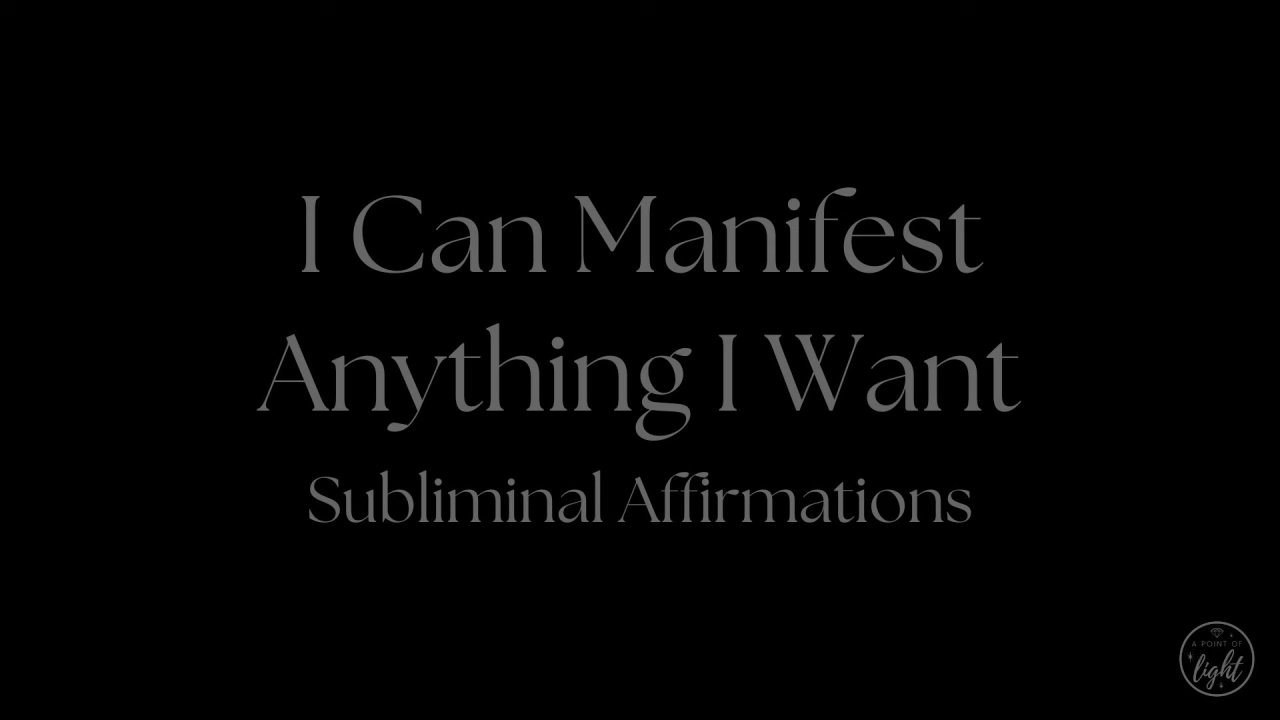 I Can Manifest
Anything I Want
Subliminal Affirmations
A POINT OF
light